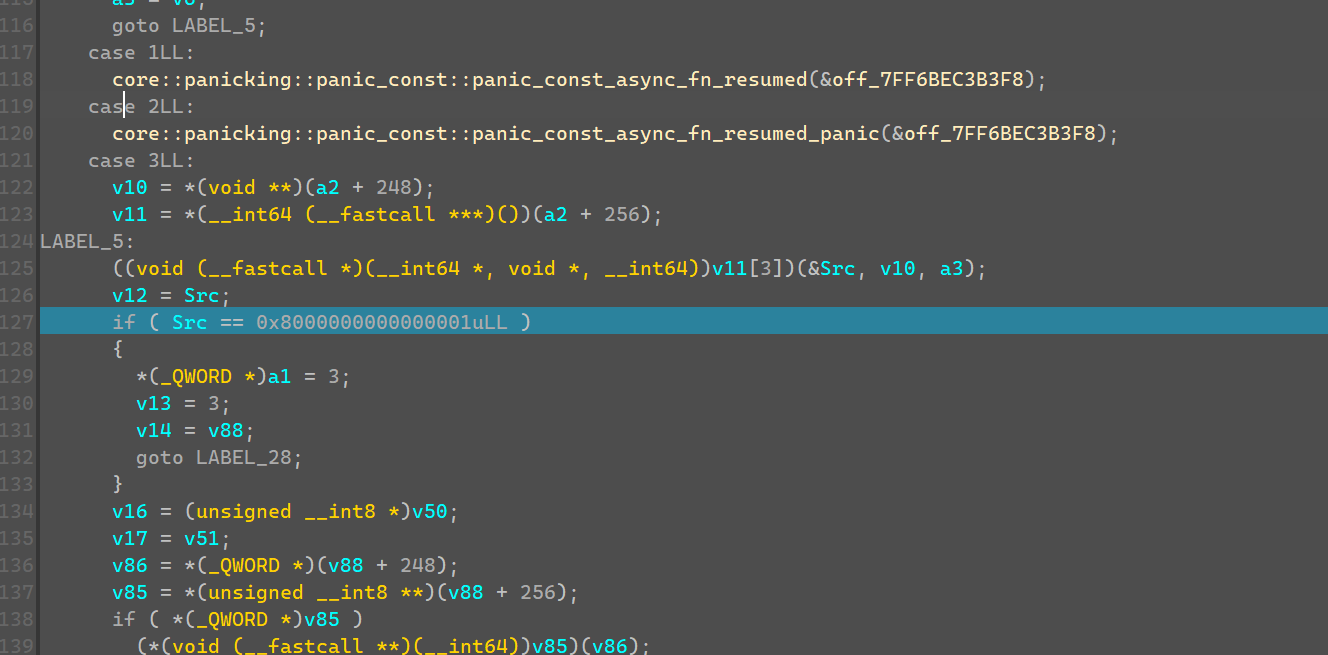 115 a3 = v8;
116 goto LABEL_5;
117 case 1LL:
118 core::panicking::panic_const::panic_const_async_fn_resumed(&off_7FF6BEC3B3F8);
119 case 2LL:
120 core::panicking::panic_const::panic_const_async_fn_resumed_panic(&off_7FF6BEC3B3F8);
121 case 3LL:
122 v10 = *(void **)(a2 + 248);
123 v11 = *(__int64 (__fastcall ***)())(a2 + 256);
124 LABEL_5:
125 ((void (__fastcall *)(__int64 *, void *, __int64))v11[3])(&Src, v10, a3);
126 v12 = Src;
127 if ( Src == 0x8000000000000001uLL )
128 {
129 *(_QWORD *)a1 = 3;
130 v13 = 3;
131 v14 = v88;
132 goto LABEL_28;
133 }
134 v16 = (unsigned __int8 *)v50;
135 v17 = v51;
136 v86 = *(_QWORD *)(v88 + 248);
137 v85 = *(unsigned __int8 **)(v88 + 256);
138 if ( *(_QWORD *)v85 )
139 (*(void (__fastcall **)(__int64))v85)(v86);